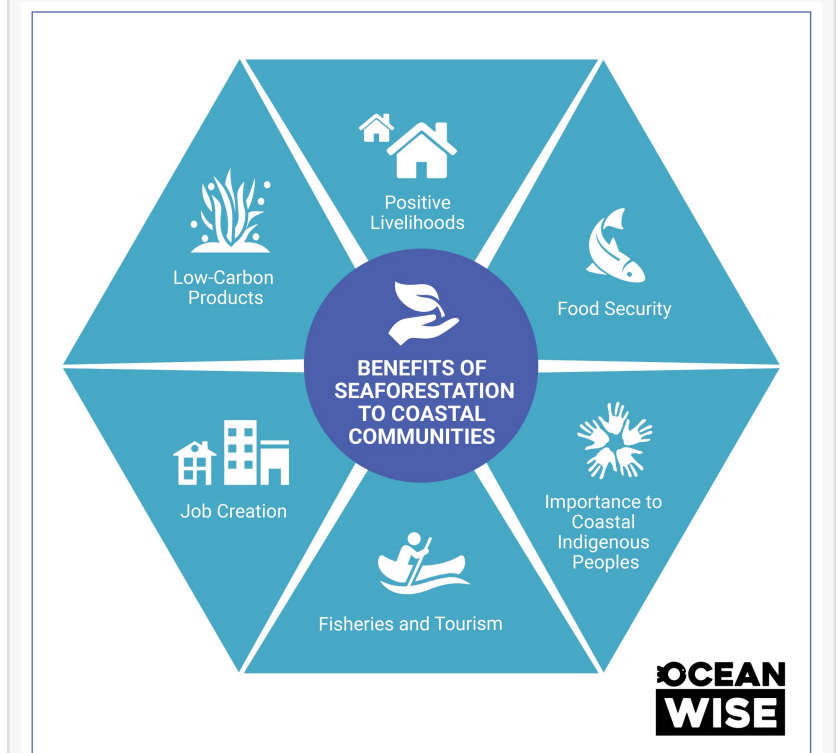 Positive
Livelihoods
Low-Carbon
Products
Food Security
BENEFITS OF
SEAFORESTATION
TO COASTAL
COMMUNITIES
Job Creation
Importance to
Coastal
Indigenous
Peoples
Fisheries and Tourism
OCEAN
WISE